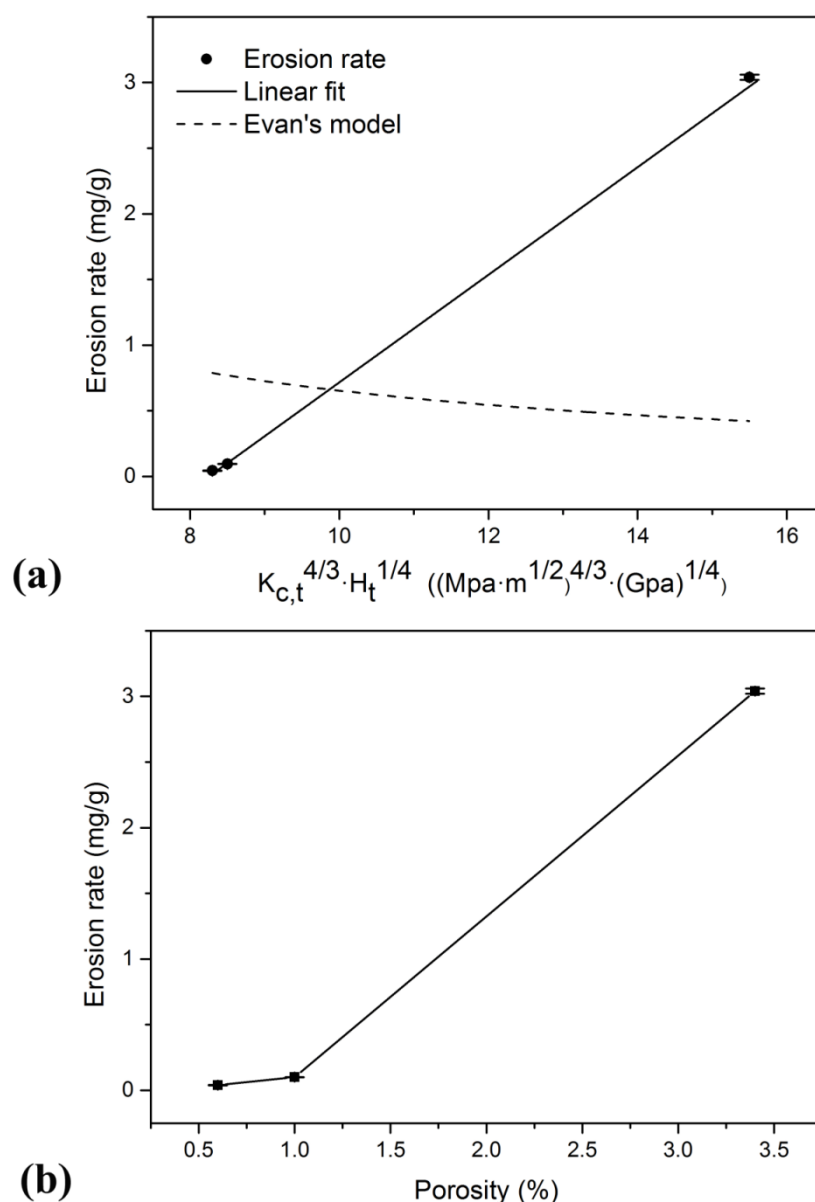 Erosion rate
Linear fit
Evan's model
3
2
1
0
Erosion rate (mg/g)
8 10 12 14 16
(a)
K_{c,t}^{4/3}·H_t^{1/4} ((Mpa·m^{1/2})^{4/3}·(Gpa)^{1/4})
3
2
1
0
Erosion rate (mg/g)
0.5 1.0 1.5 2.0 2.5 3.0 3.5
(b)
Porosity (%)